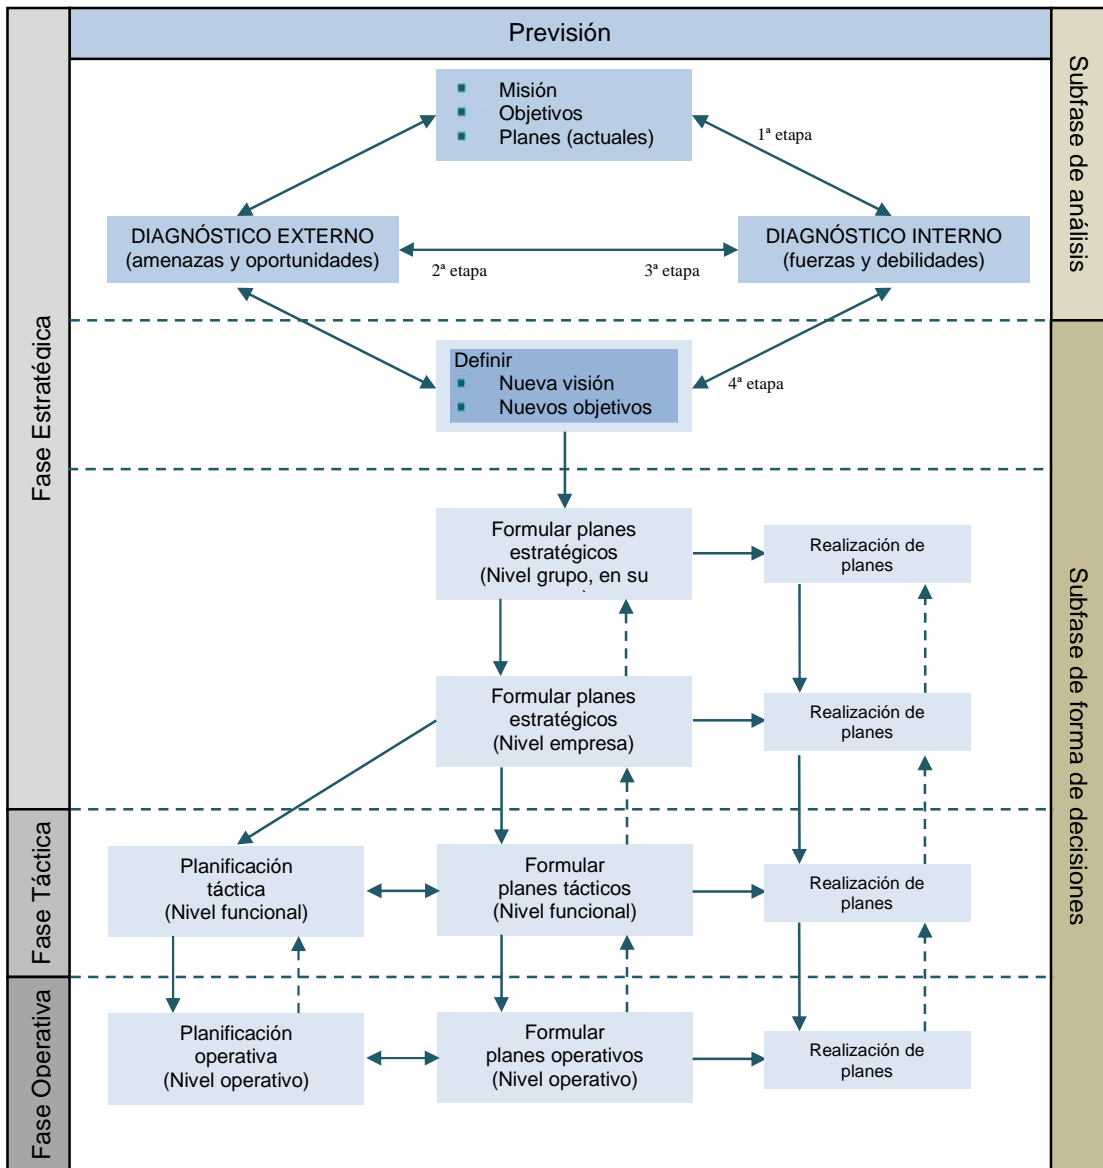 Previsión
Misión
Objetivos
Planes (actuales)
1ª etapa
DIAGNÓSTICO EXTERNO
(amenazas y oportunidades)
DIAGNÓSTICO INTERNO
(fuerzas y debilidades)
2ª etapa
3ª etapa
Definir
Nueva visión
Nuevos objetivos
4ª etapa
Formular planes
estratégicos
(Nivel grupo, en su
Realización de
planes
Formular planes
estratégicos
(Nivel empresa)
Realización de
planes
Planificación
táctica
(Nivel funcional)
Formular
planes tácticos
(Nivel funcional)
Realización de
planes
Planificación
operativa
(Nivel operativo)
Formular
planes operativos
(Nivel operativo)
Realización de
planes
Fase Estratédica
Fase Táctica
Fase Operativa
Subfase de análisis
Subfase de forma de decisiones